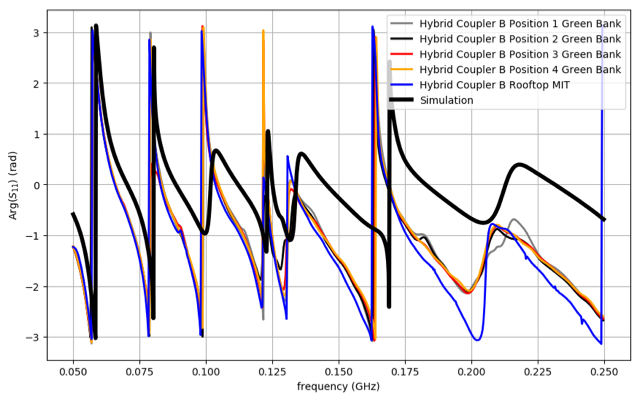 Hybrid Coupler B Position 1 Green Bank
Hybrid Coupler B Position 2 Green Bank
Hybrid Coupler B Position 3 Green Bank
Hybrid Coupler B Position 4 Green Bank
Hybrid Coupler B Rooftop MIT
Simulation
3
2
1
0
−1
−2
−3
Arg(S₁₁) (rad)
0.050 0.075 0.100 0.125 0.150 0.175 0.200 0.225 0.250
frequency (GHz)